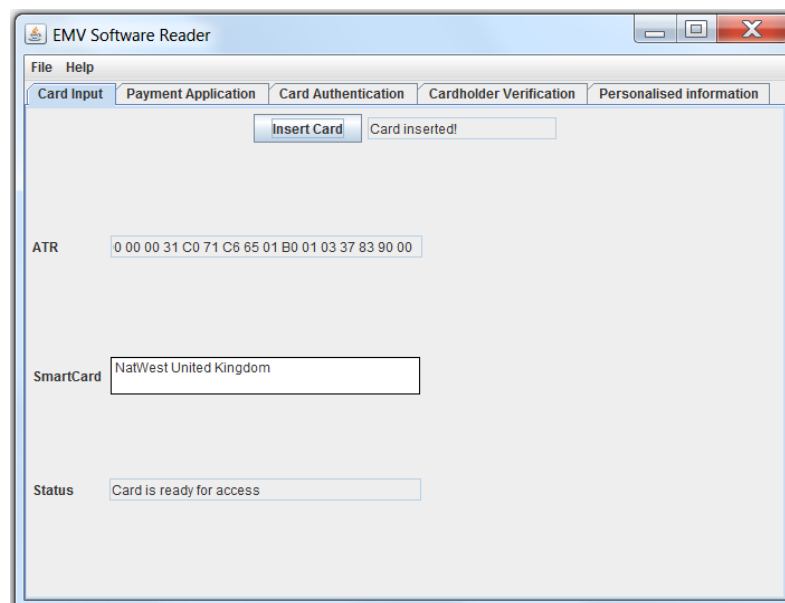 EMV Software Reader
File Help
Card Input Payment Application Card Authentication Cardholder Verification Personalised information
Insert Card Card inserted!
ATR 0 00 00 31 C0 71 C6 65 01 B0 01 03 37 83 90 00
SmartCard NatWest United Kingdom
Status Card is ready for access